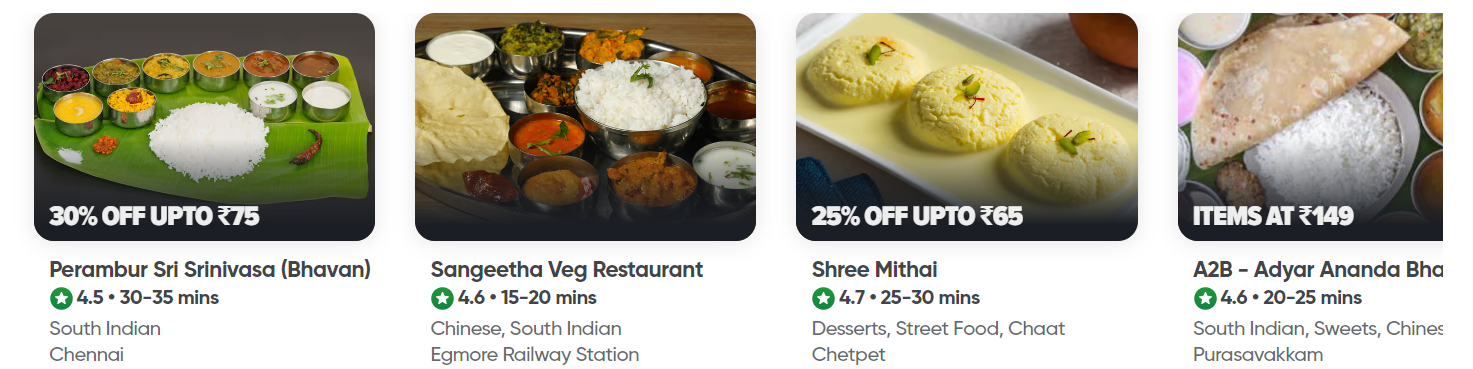 30% OFF UPTO ₹75
Perambur Sri Srinivasa (Bhavan)
4.5 • 30-35 mins
South Indian
Chennai
Sangeetha Veg Restaurant
4.6 • 15-20 mins
Chinese, South Indian
Egmore Railway Station
25% OFF UPTO ₹65
Shree Mithai
4.7 • 25-30 mins
Desserts, Street Food, Chaat
Chetpet
ITEMS AT ₹149
A2B - Adyar Ananda Bha
4.6 • 20-25 mins
South Indian, Sweets, Chines
Purasavakkam